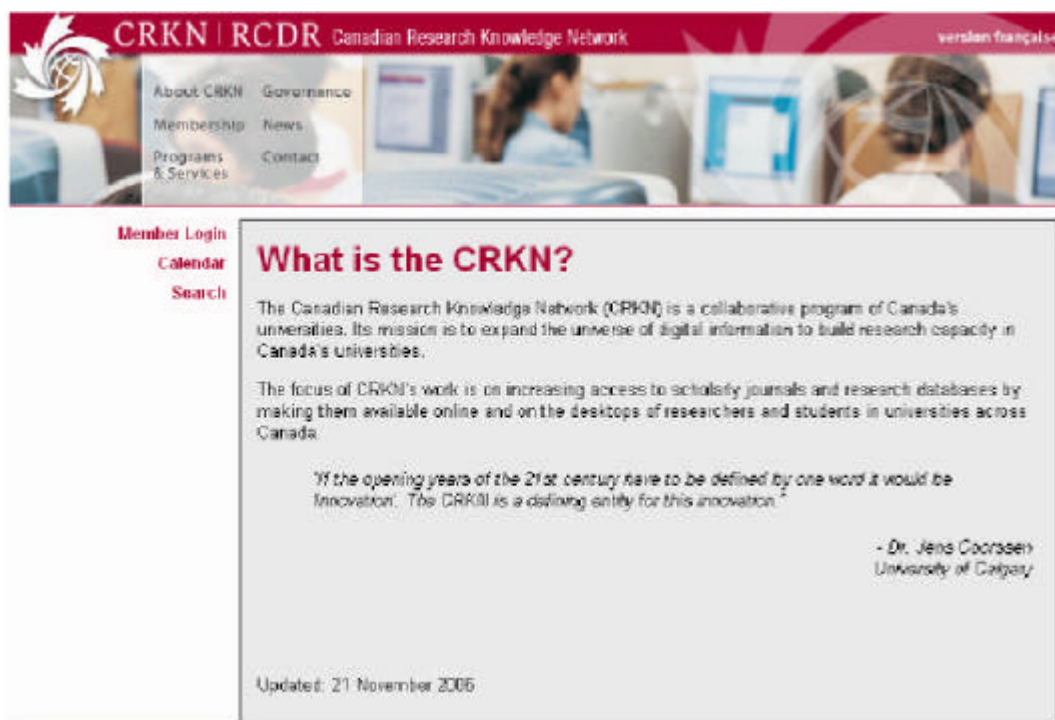 CRKN | RCDR Canadian Research Knowledge Network
version française
About CRKN Governance
Membership News
Programs & Services Contact
Member Login
Calendar
Search
What is the CRKN?
The Canadian Research Knowledge Network (CRKN) is a collaborative program of Canada's
universities. Its mission is to expand the universe of digital information to build research capacity in
Canada's universities.
The focus of CRKN's work is on increasing access to scholarly journals and research databases by
making them available online and on the desktops of researchers and students in universities across
Canada.
"If the opening years of the 21st century have to be defined by one word it would be
'Innovation'. The CRKN is a defining entity for this innovation."
- Dr. Jens Coorssen
University of Calgary
Updated: 21 November 2006